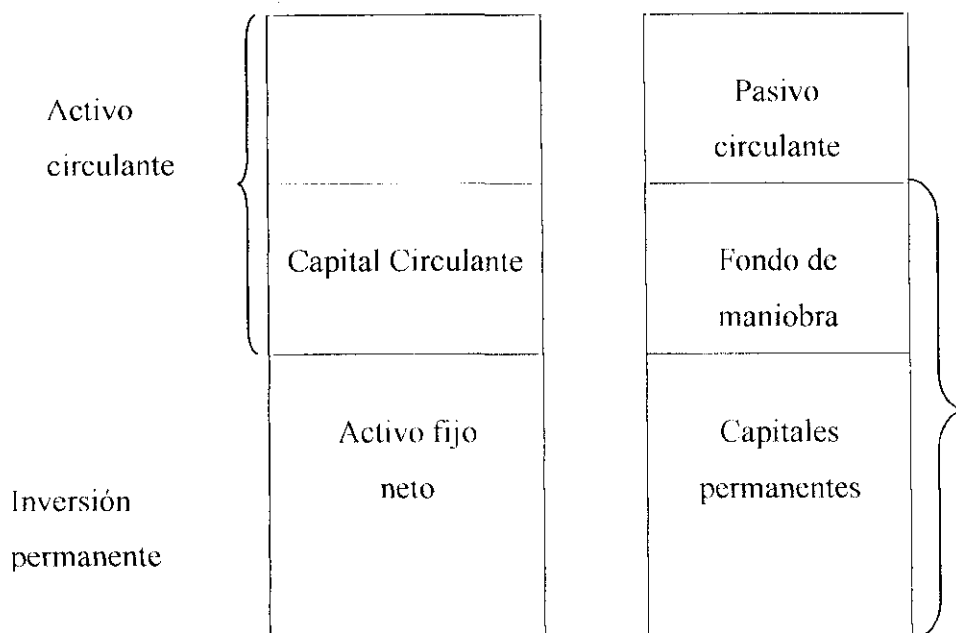 Activo
circulante
Pasivo
circulante
Capital Circulante
Fondo de
maniobra
Activo fijo
neto
Capitales
permanentes
Inversión
permanente